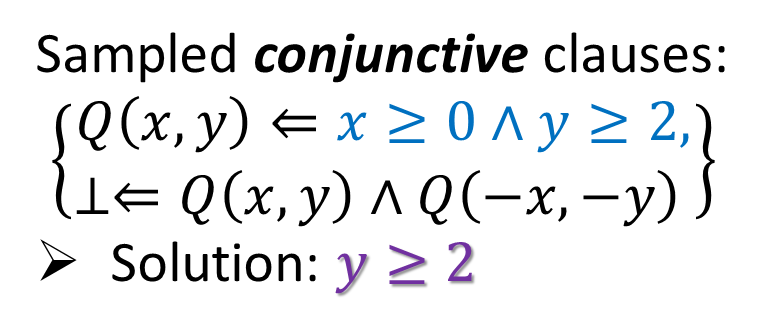 Sampled conjunctive clauses:
{Q(x, y) ⇐ x ≥ 0 ∧ y ≥ 2,
⊥⇐ Q(x, y) ∧ Q(−x, −y)}
➢ Solution: y ≥ 2